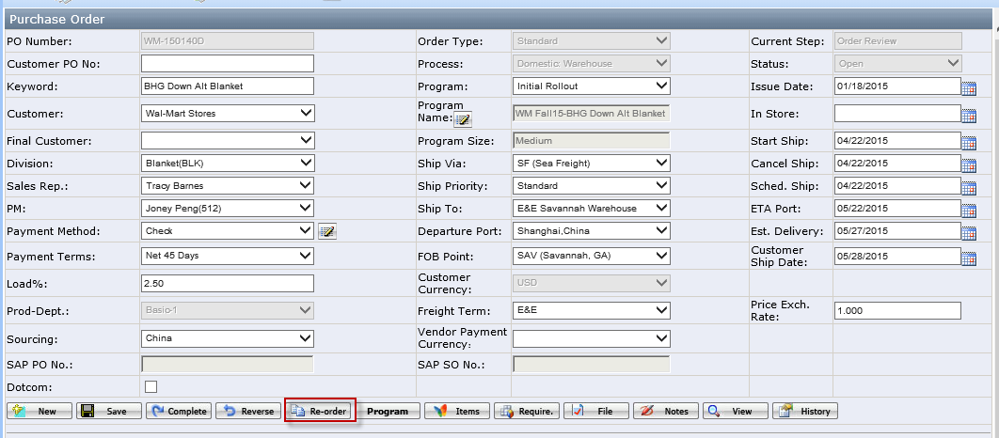 Purchase Order
PO Number: WM-150140D Order Type: Standard Current Step: Order Review
Customer PO No: Process: Domestic: Warehouse Status: Open
Keyword: BHG Down Alt Blanket Program: Initial Rollout Issue Date: 01/18/2015
Customer: Wal-Mart Stores Program Name: WM Fall15-BHG Down Alt Blanket In Store:
Final Customer: Program Size: Medium Start Ship: 04/22/2015
Division: Blanket(BLK) Ship Via: SF (Sea Freight) Cancel Ship: 04/22/2015
Sales Rep.: Tracy Barnes Ship Priority: Standard Sched. Ship: 04/22/2015
PM: Joney Peng(512) Ship To: E&E Savannah Warehouse ETA Port: 05/22/2015
Payment Method: Check Departure Port: Shanghai,China Est. Delivery: 05/27/2015
Payment Terms: Net 45 Days FOB Point: SAV (Savannah, GA) Customer Ship Date: 05/28/2015
Load%: 2.50 Customer Currency: USD
Prod-Dept.: Basic-1 Freight Term: E&E Price Exch. Rate: 1.000
Sourcing: China Vendor Payment Currency:
SAP PO No.: SAP SO No.:
Dotcom:
New Save Complete Reverse Re-order Program Items Require. File Notes View History